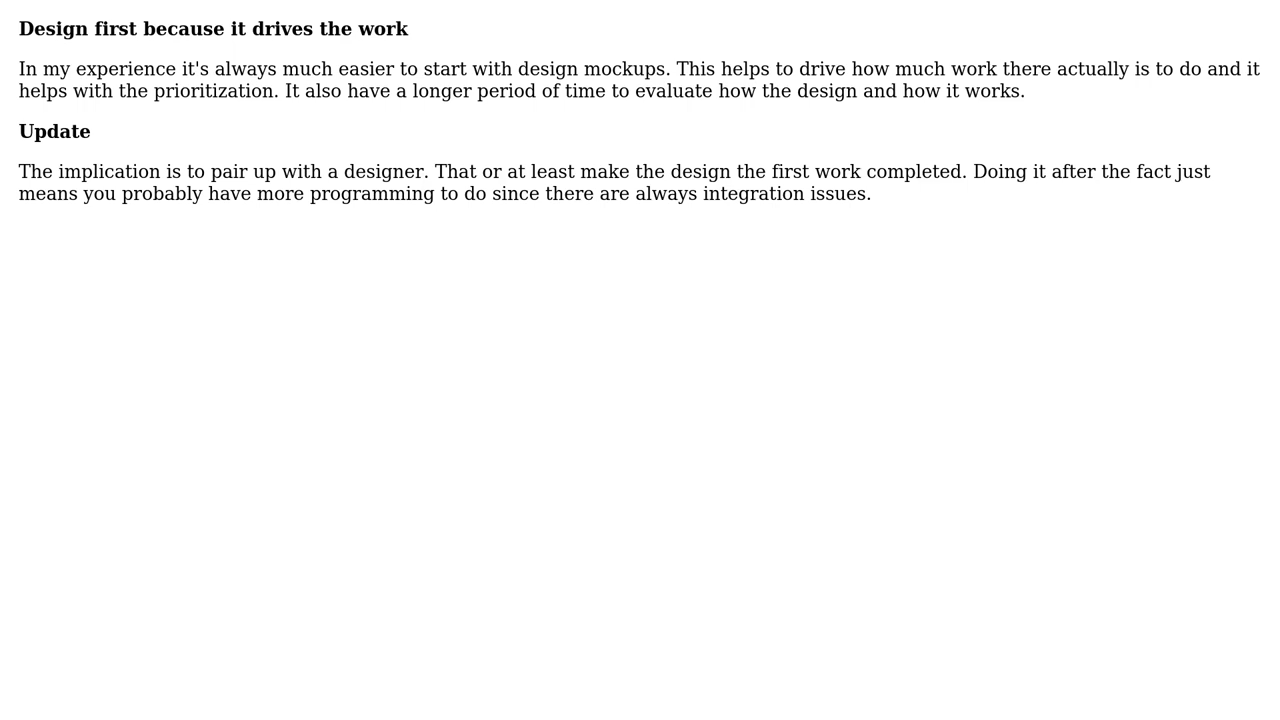 Design first because it drives the work
In my experience it's always much easier to start with design mockups. This helps to drive how much work there actually is to do and it
helps with the prioritization. It also have a longer period of time to evaluate how the design and how it works.
Update
The implication is to pair up with a designer. That or at least make the design the first work completed. Doing it after the fact just
means you probably have more programming to do since there are always integration issues.